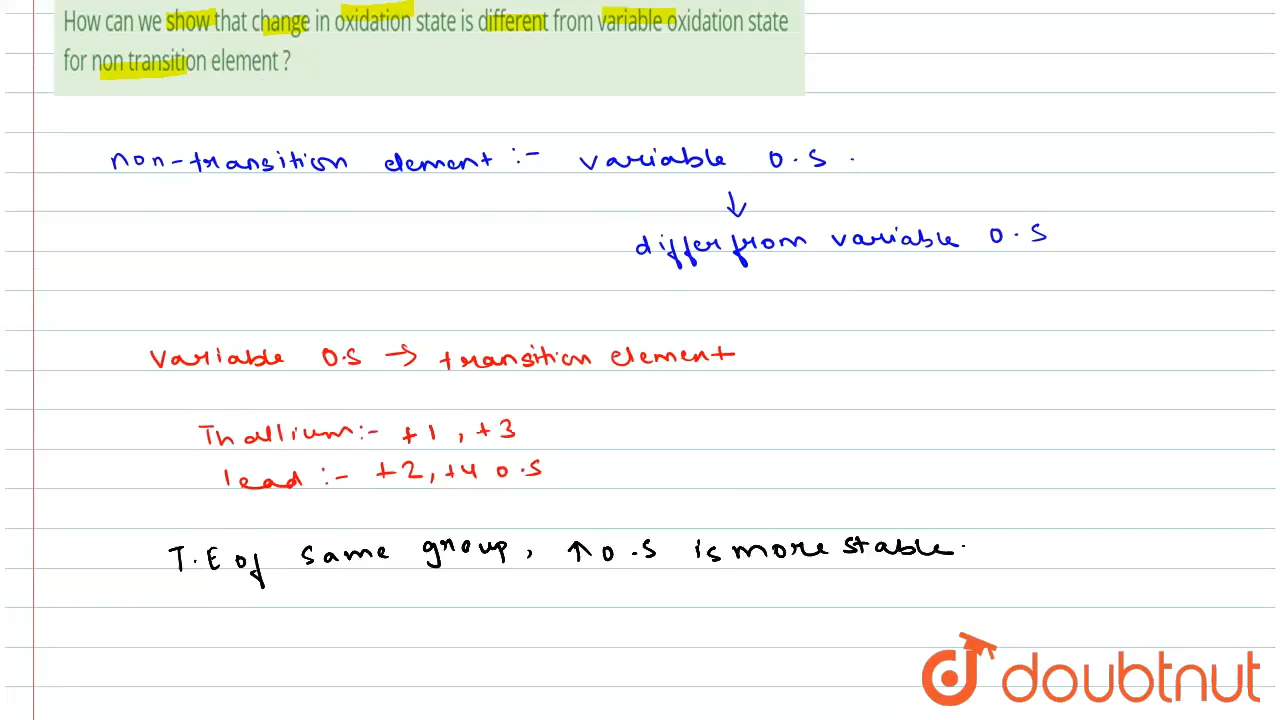 How can we show that change in oxidation state is different from variable oxidation state
for non transition element ?
non-transition element :- variable O.S.
↓
differ from variable O.S
Variable O.S → transition element
Thallium :- +1, +3
lead :- +2, +4 O.S
T.E of same group, ↑ O.S is more stable.
doubtnut